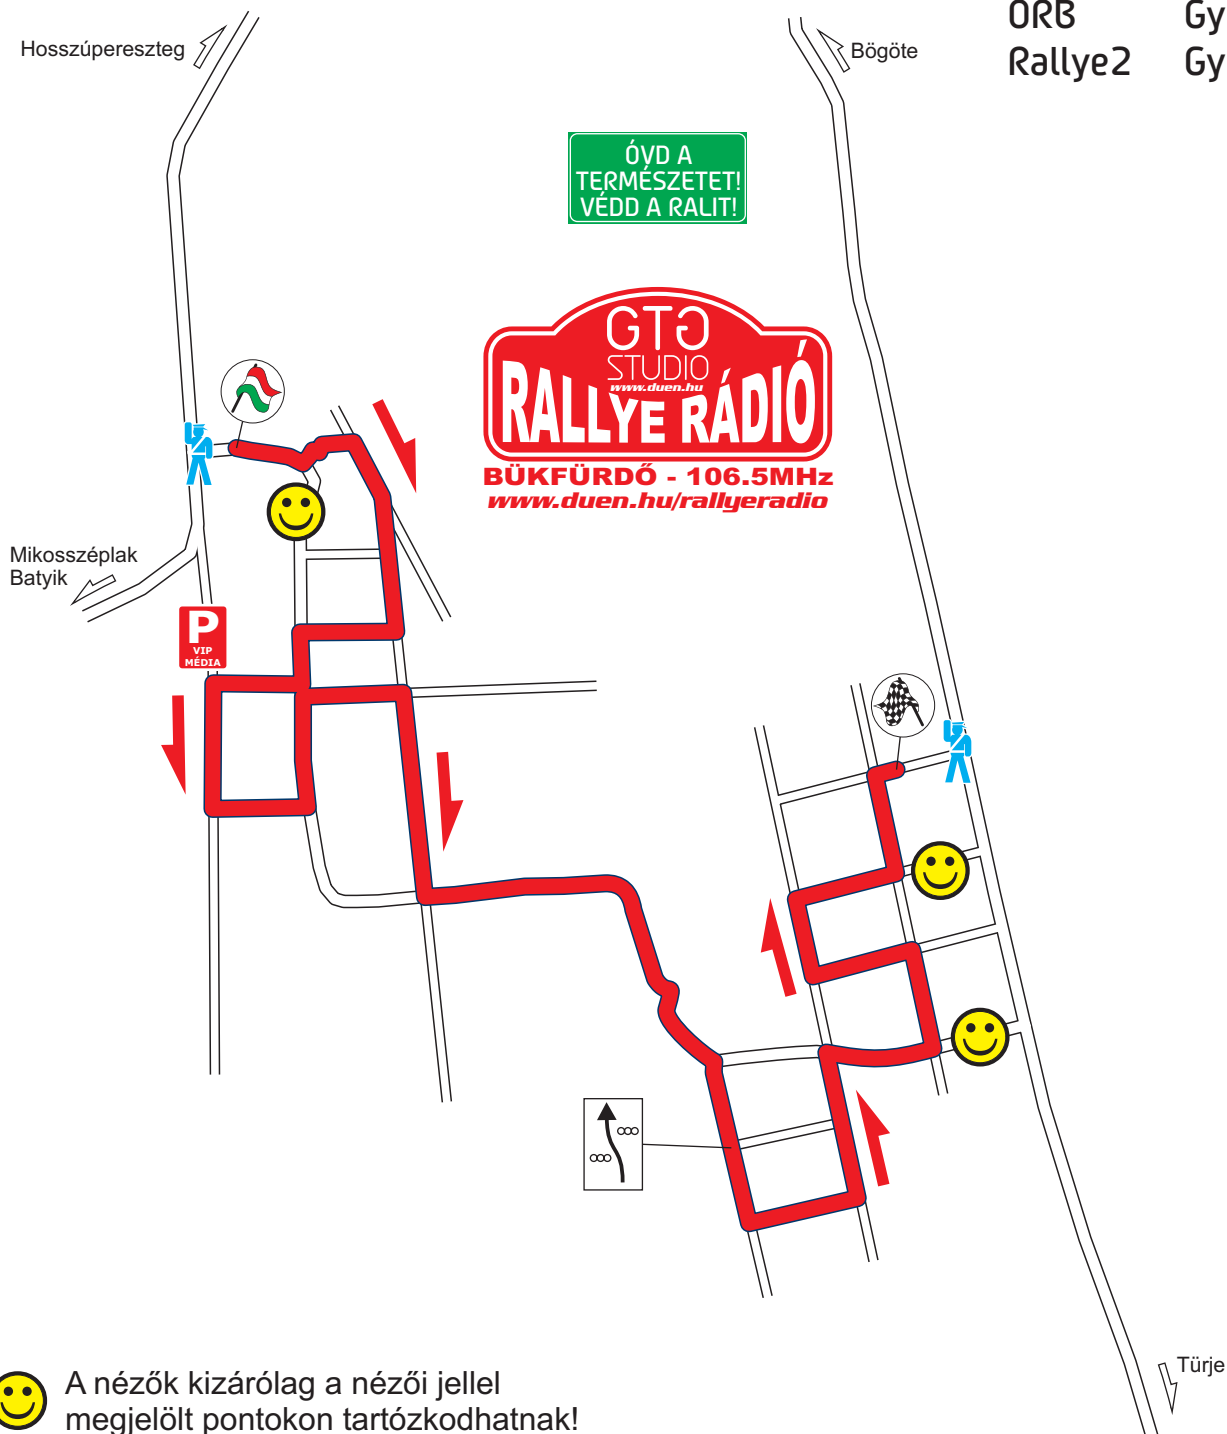 ORB Gy
Rallye2 Gy
Hosszúpereszteg
Bögöte
ÓVD A
TERMÉSZETET!
VÉDD A RALIT!
GTG
STUDIO
www.duen.hu
RALLYE RÁDIÓ
BÜKFÜRDŐ - 106.5MHz
www.duen.hu/rallyeradio
Mikosszéplak
Batyik
P
VIP
MÉDIA
Türje
A nézők kizárólag a nézői jellel
megjelölt pontokon tartózkodhatnak!